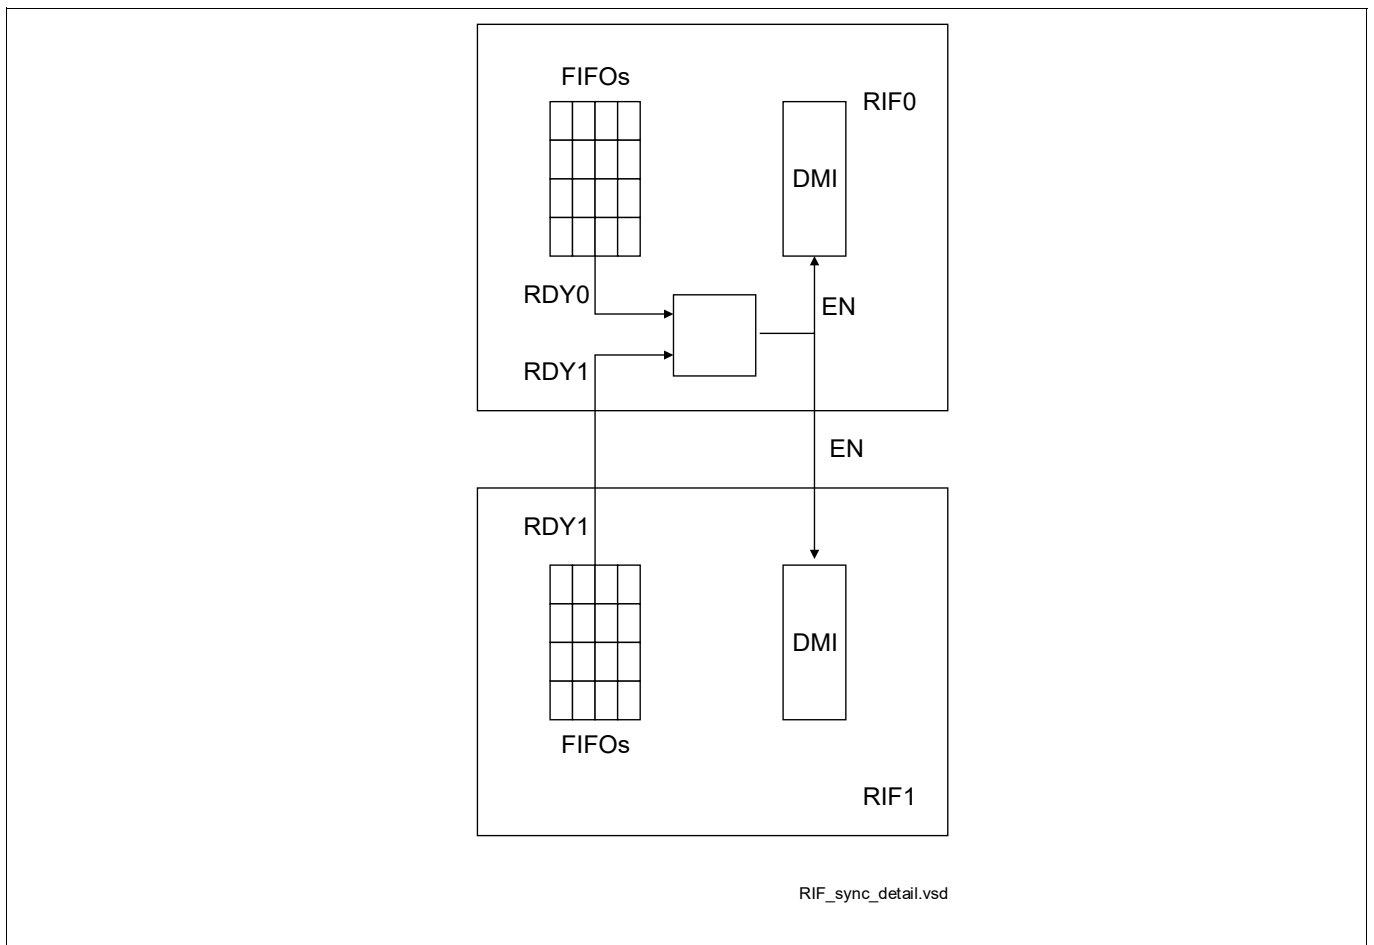 FIFOs
RIF0
DMI
RDY0
EN
RDY1
EN
RDY1
DMI
FIFOs
RIF1
RIF_sync_detail.vsd